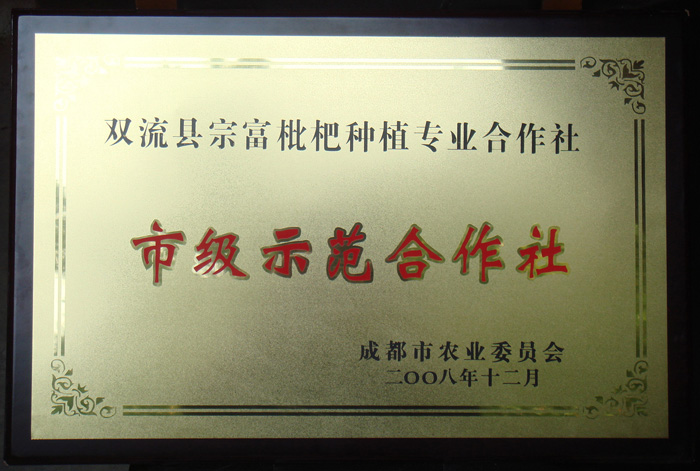 双流县宗富枇杷种植专业合作社
市级示范合作社
成都市农业委员会
二〇〇八年十二月